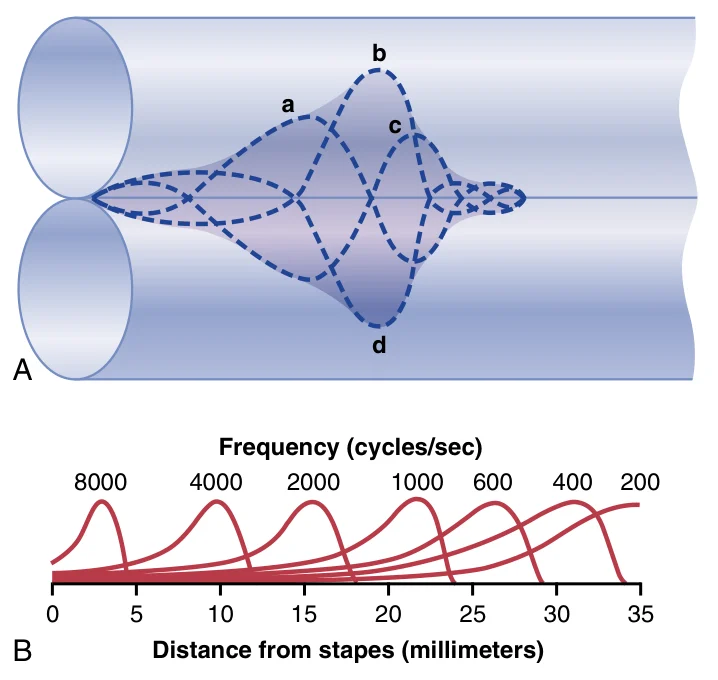 b
a
c
d
A
Frequency (cycles/sec)
8000 4000 2000 1000 600 400 200
0 5 10 15 20 25 30 35
B Distance from stapes (millimeters)